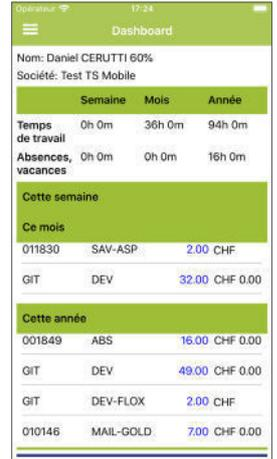 Opérateur 17:24
Dashboard
Nom: Daniel CERUTTI 60%
Société: Test TS Mobile
Semaine Mois Année
Temps de travail 0h 0m 36h 0m 94h 0m
Absences, vacances 0h 0m 0h 0m 16h 0m
Cette semaine
Ce mois
011830 SAV-ASP 2.00 CHF
GIT DEV 32.00 CHF 0.00
Cette année
001849 ABS 16.00 CHF 0.00
GIT DEV 49.00 CHF 0.00
GIT DEV-FLOX 2.00 CHF
010146 MAIL-GOLD 7.00 CHF 0.00